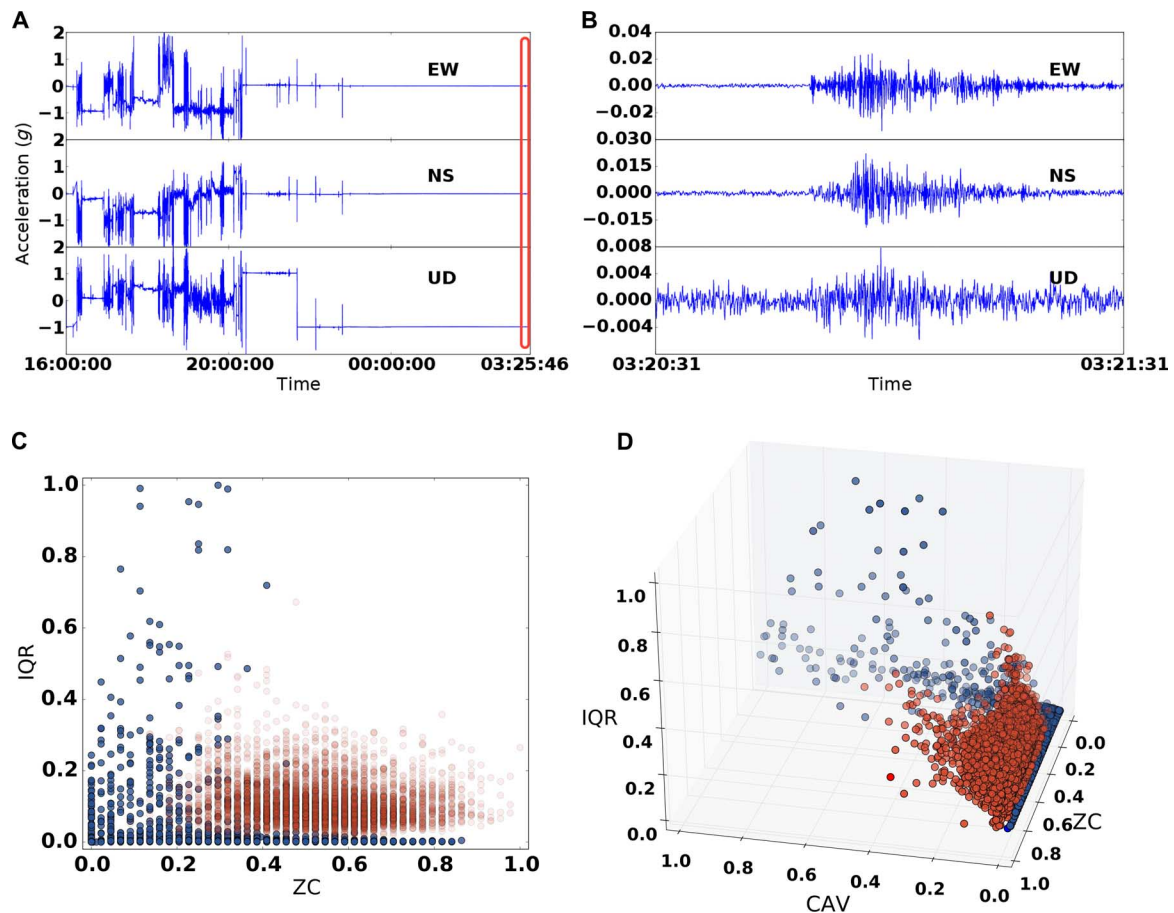 A
Acceleration (g)
2
1
0
−1
EW
2
1
0
−1
NS
2
1
0
−1
UD
16:00:00 20:00:00 00:00:00 03:25:46
Time
B
0.04
0.02
0.00
−0.02
EW
0.030
0.015
0.000
−0.015
NS
0.008
0.004
0.000
−0.004
UD
03:20:31 03:21:31
Time
C
IQR
1.0
0.8
0.6
0.4
0.2
0.0
0.0 0.2 0.4 0.6 0.8 1.0
ZC
D
IQR
1.0
0.8
0.6
0.4
0.2
0.0
1.0 0.8 0.6 0.4 0.2 0.0
CAV
0.0
0.2
0.4
0.6
0.8
1.0
ZC